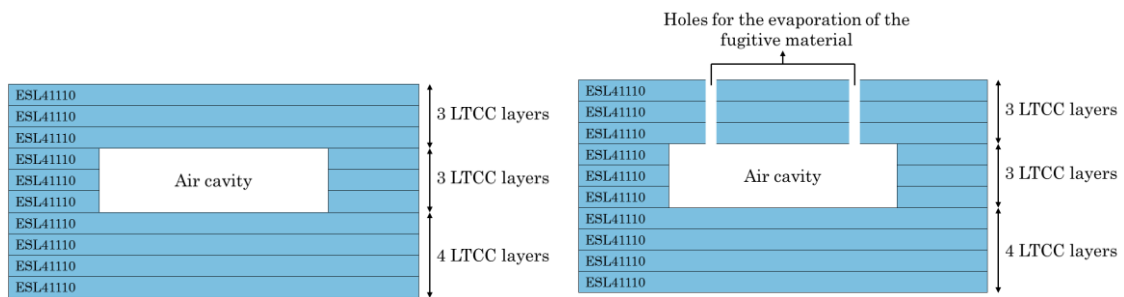 ESL41110
ESL41110
ESL41110
3 LTCC layers
ESL41110
ESL41110
ESL41110
Air cavity
3 LTCC layers
ESL41110
ESL41110
ESL41110
ESL41110
4 LTCC layers
Holes for the evaporation of the
fugitive material
ESL41110
ESL41110
ESL41110
3 LTCC layers
ESL41110
ESL41110
ESL41110
Air cavity
3 LTCC layers
ESL41110
ESL41110
ESL41110
ESL41110
4 LTCC layers